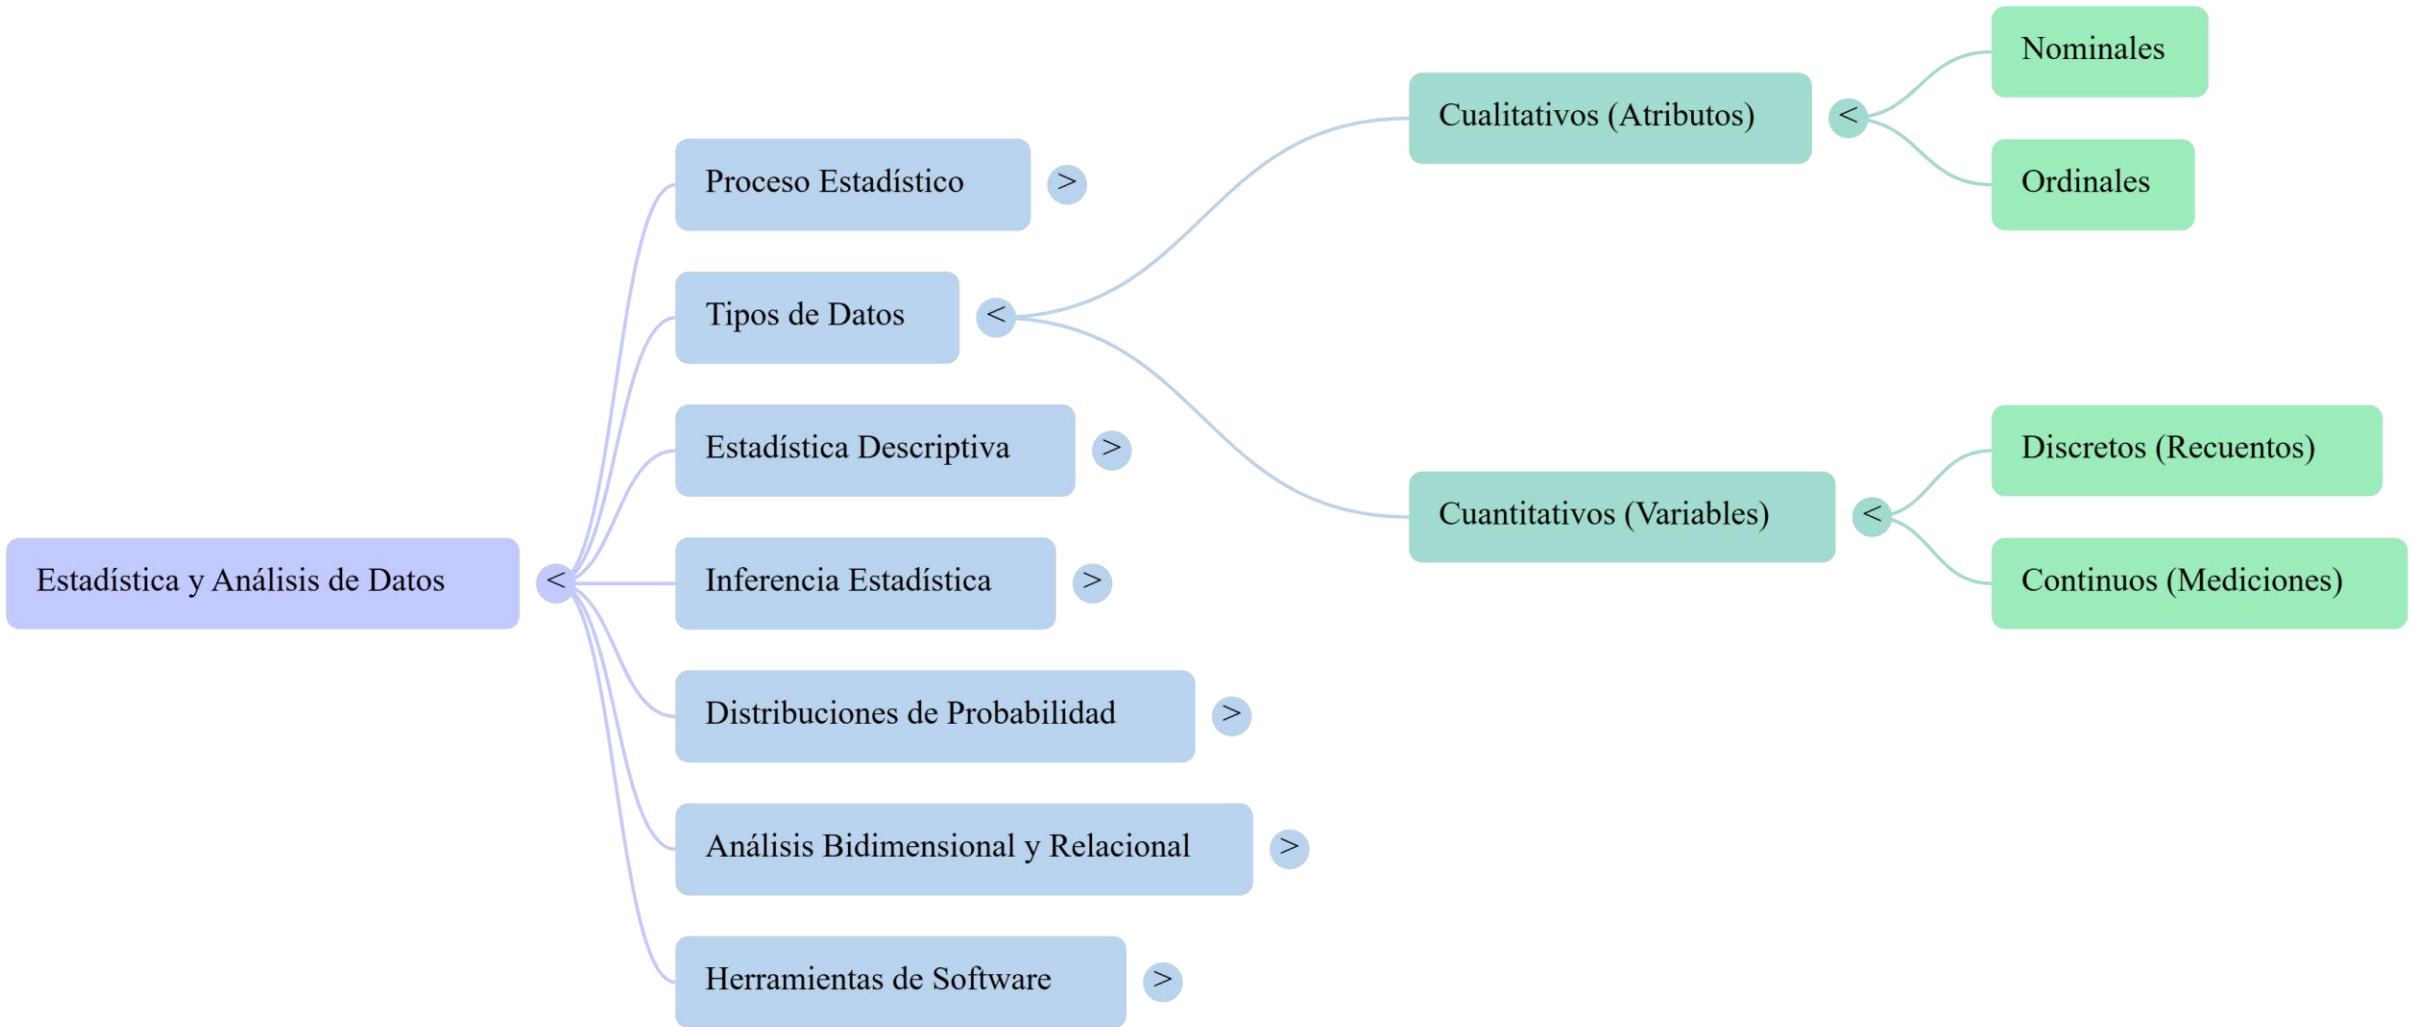 Estadística y Análisis de Datos
<
Proceso Estadístico
>
Tipos de Datos
<
Cualitativos (Atributos)
<
Nominales
Ordinales
Cuantitativos (Variables)
<
Discretos (Recuentos)
Continuos (Mediciones)
Estadística Descriptiva
>
Inferencia Estadística
>
Distribuciones de Probabilidad
>
Análisis Bidimensional y Relacional
>
Herramientas de Software
>